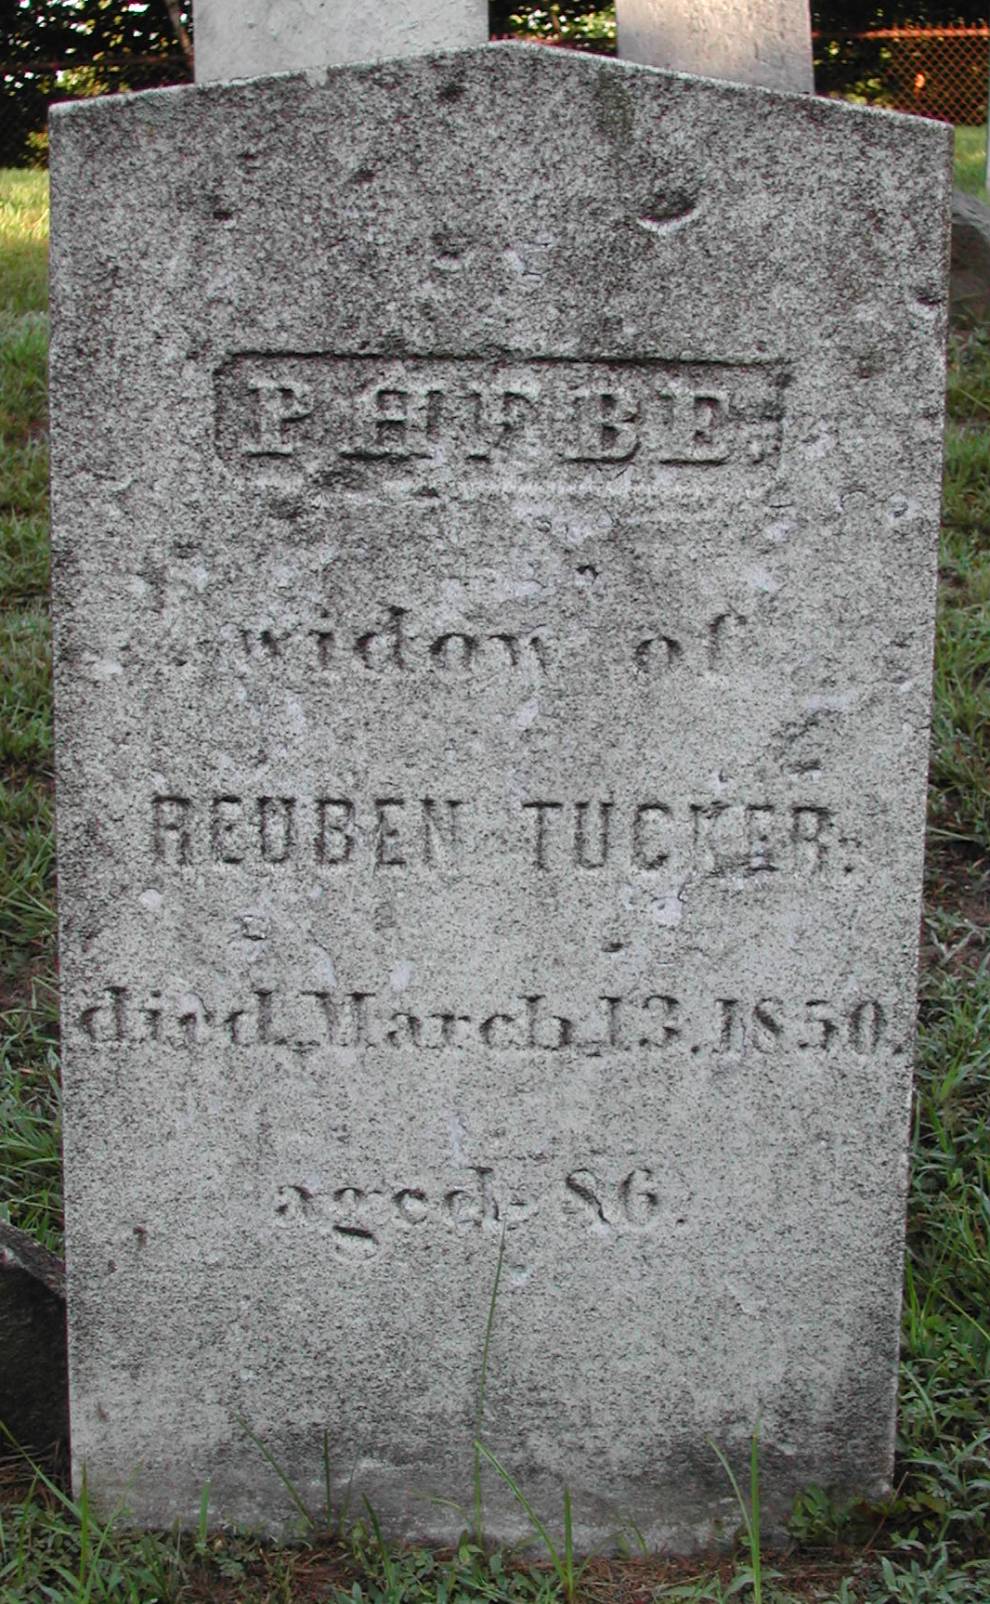 PHEBE.
widow of
REUBEN TUCKER.
died March 13. 1850.
aged 86.